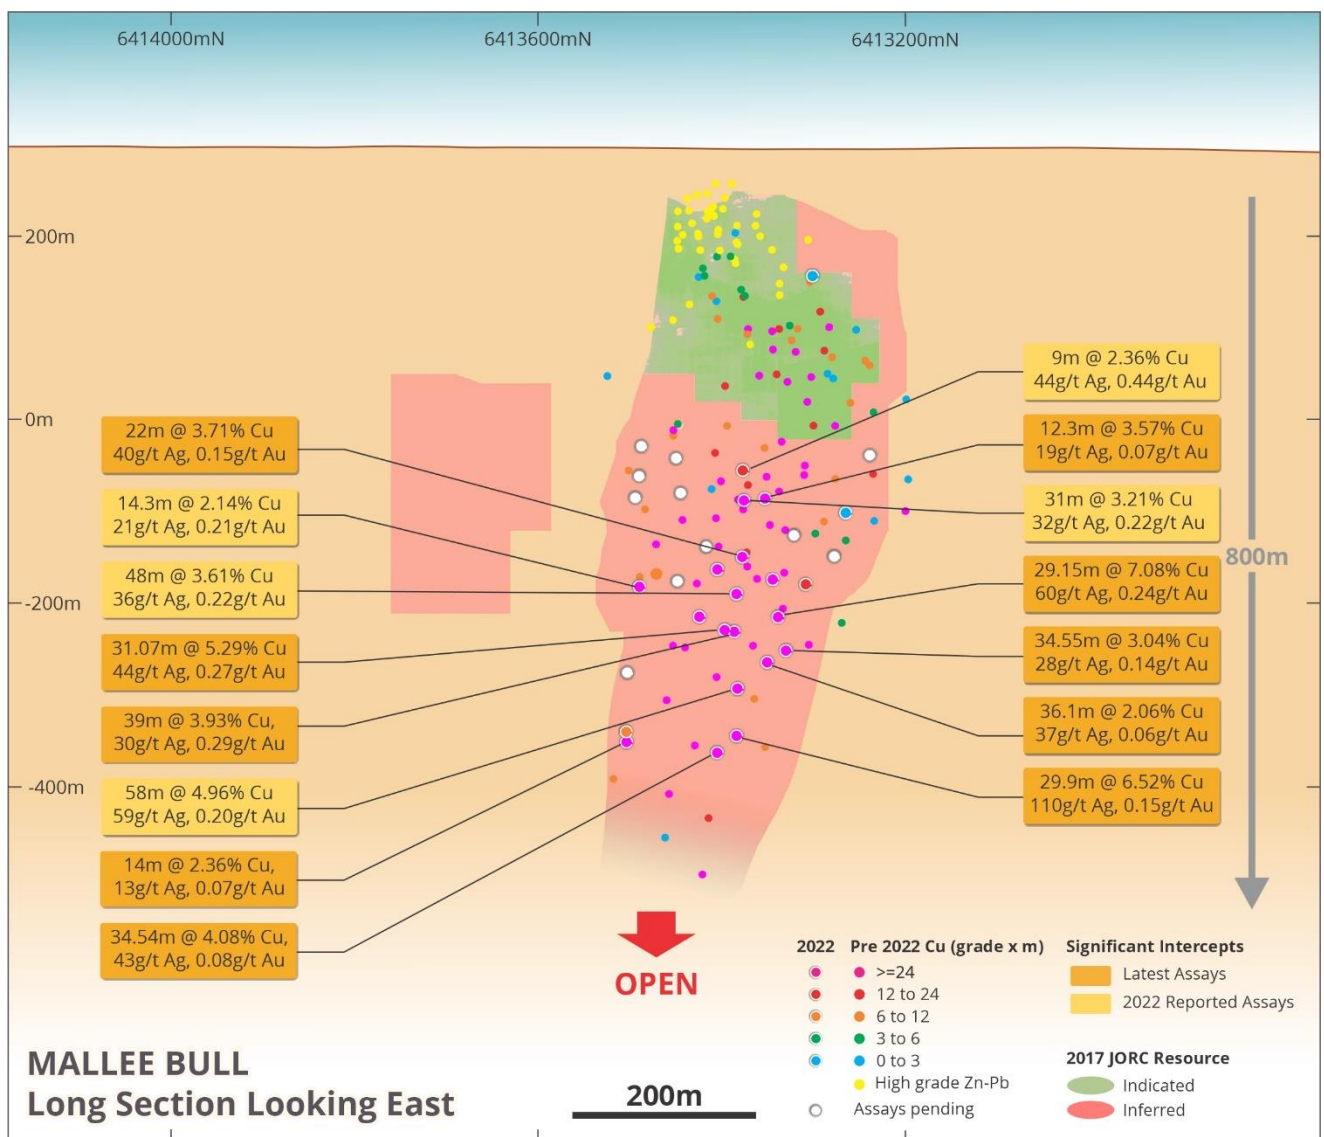 6414000mN
6413600mN
6413200mN
200m
0m
-200m
-400m
22m @ 3.71% Cu
40g/t Ag, 0.15g/t Au
14.3m @ 2.14% Cu
21g/t Ag, 0.21g/t Au
48m @ 3.61% Cu
36g/t Ag, 0.22g/t Au
31.07m @ 5.29% Cu
44g/t Ag, 0.27g/t Au
39m @ 3.93% Cu,
30g/t Ag, 0.29g/t Au
58m @ 4.96% Cu
59g/t Ag, 0.20g/t Au
14m @ 2.36% Cu,
13g/t Ag, 0.07g/t Au
34.54m @ 4.08% Cu,
43g/t Ag, 0.08g/t Au
9m @ 2.36% Cu
44g/t Ag, 0.44g/t Au
12.3m @ 3.57% Cu
19g/t Ag, 0.07g/t Au
31m @ 3.21% Cu
32g/t Ag, 0.22g/t Au
29.15m @ 7.08% Cu
60g/t Ag, 0.24g/t Au
34.55m @ 3.04% Cu
28g/t Ag, 0.14g/t Au
36.1m @ 2.06% Cu
37g/t Ag, 0.06g/t Au
29.9m @ 6.52% Cu
110g/t Ag, 0.15g/t Au
800m
OPEN
2022 Pre 2022 Cu (grade x m)
>=24
12 to 24
6 to 12
3 to 6
0 to 3
High grade Zn-Pb
Assays pending
Significant Intercepts
Latest Assays
2022 Reported Assays
2017 JORC Resource
Indicated
Inferred
MALLEE BULL
Long Section Looking East
200m